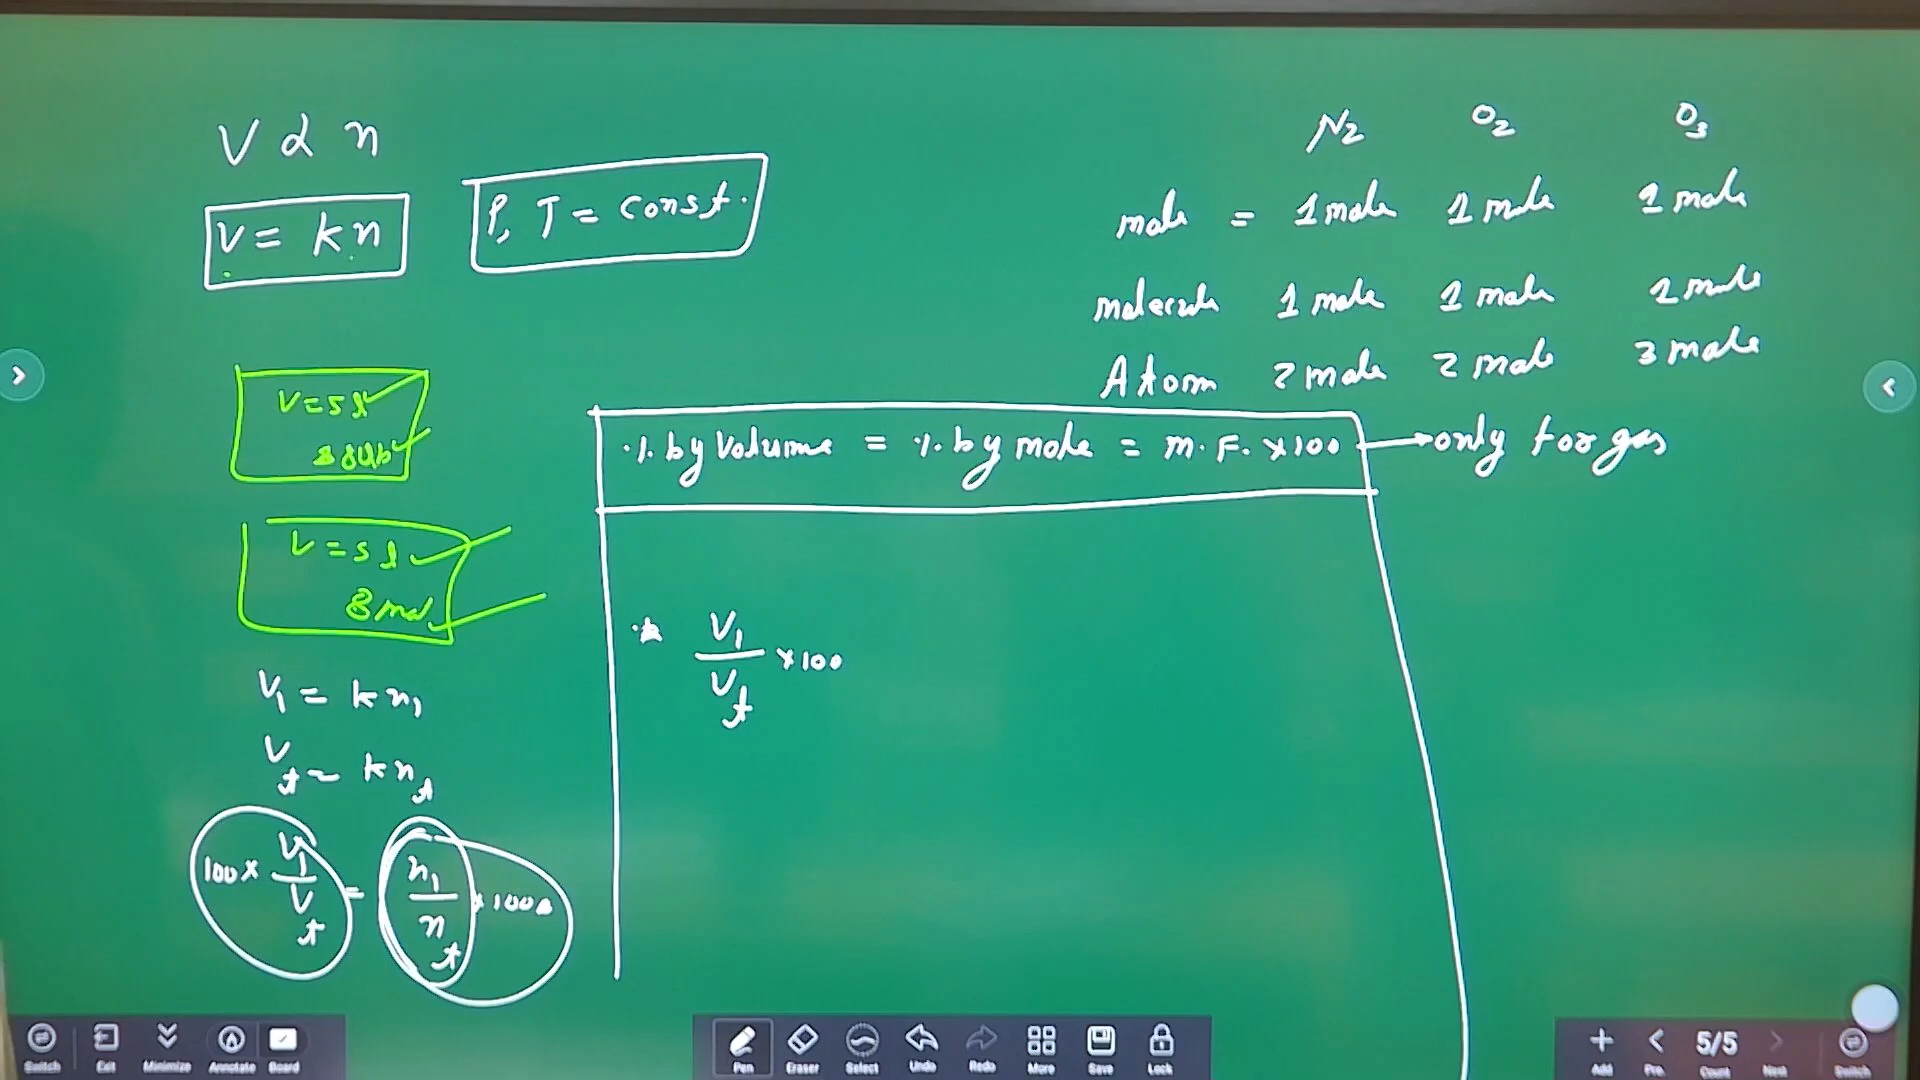 V ∝ n
V = kn
P, T = const.
N2 O2 O3
mole = 1 mole 1 mole 1 mole
molecule 1 mole 1 mole 1 mole
Atom 2 mole 2 mole 3 mole
V = 5 l
V = 5 l
8 mol
% by Volume = % by mole = m.F. × 100 → only for gas
V1 / Vt × 100
V1 = kn1
Vt = knt
100 × V1 / Vt = n1 / nt × 100
Switch Exit Minimize Annotate Board
Pen Eraser Select Undo Redo More Save Lock
Add Pre. 5/5 Count Next Switch